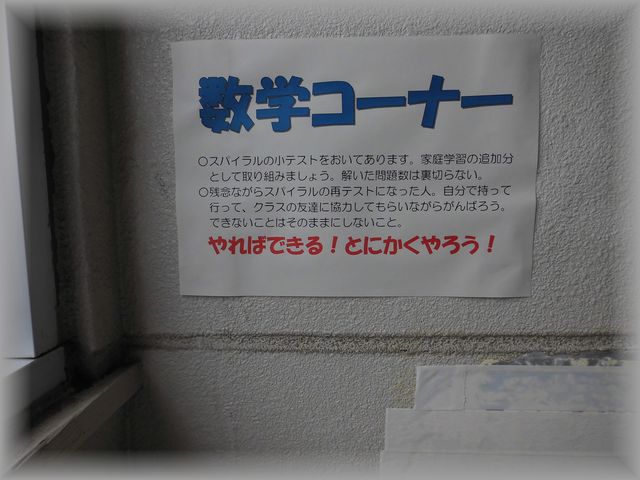 数学コーナー
○スパイラルの小テストをおいてあります。家庭学習の追加分
として取り組みましょう。解いた問題数は裏切らない。
○残念ながらスパイラルの再テストになった人。自分で持って
行って、クラスの友達に協力してもらいながらがんばろう。
できないことはそのままにしないこと。
やればできる！とにかくやろう！